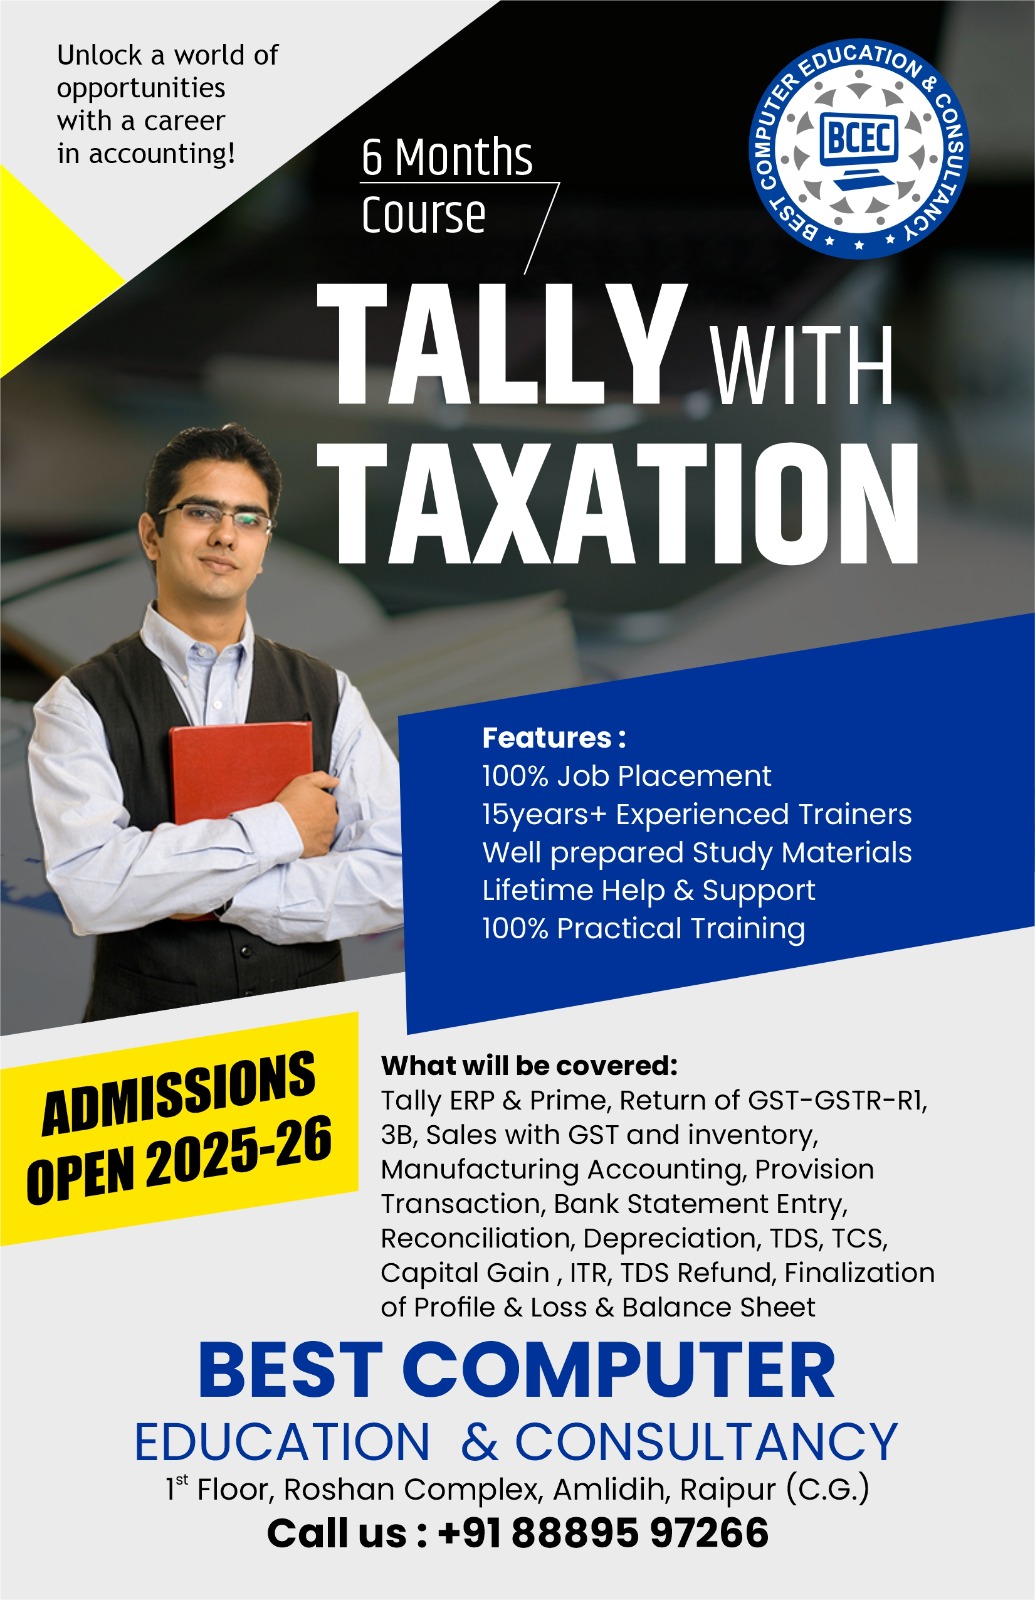 Unlock a world of
opportunities
with a career
in accounting!
BEST COMPUTER EDUCATION & CONSULTANCY
BCEC
6 Months
Course
TALLY WITH
TAXATION
Features :
100% Job Placement
15years+ Experienced Trainers
Well prepared Study Materials
Lifetime Help & Support
100% Practical Training
ADMISSIONS
OPEN 2025-26
What will be covered:
Tally ERP & Prime, Return of GST-GSTR-R1,
3B, Sales with GST and inventory,
Manufacturing Accounting, Provision
Transaction, Bank Statement Entry,
Reconciliation, Depreciation, TDS, TCS,
Capital Gain , ITR, TDS Refund, Finalization
of Profile & Loss & Balance Sheet
BEST COMPUTER
EDUCATION & CONSULTANCY
1st Floor, Roshan Complex, Amlidih, Raipur (C.G.)
Call us : +91 88895 97266